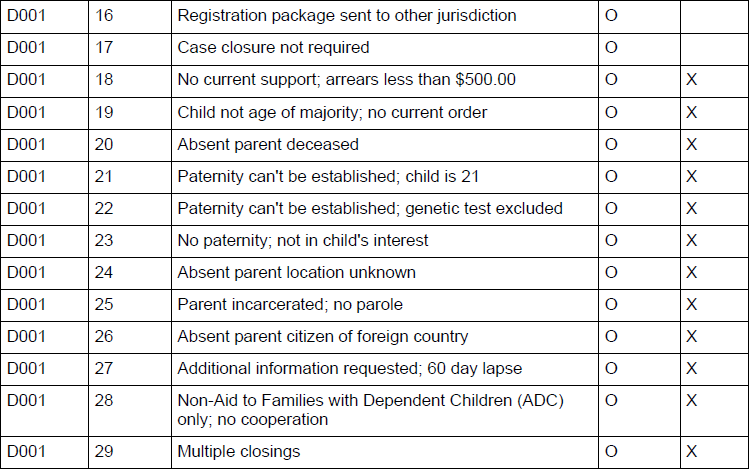 D001 16 Registration package sent to other jurisdiction O
D001 17 Case closure not required O
D001 18 No current support; arrears less than $500.00 O X
D001 19 Child not age of majority; no current order O X
D001 20 Absent parent deceased O X
D001 21 Paternity can't be established; child is 21 O X
D001 22 Paternity can't be established; genetic test excluded O X
D001 23 No paternity; not in child's interest O X
D001 24 Absent parent location unknown O X
D001 25 Parent incarcerated; no parole O X
D001 26 Absent parent citizen of foreign country O X
D001 27 Additional information requested; 60 day lapse O X
D001 28 Non-Aid to Families with Dependent Children (ADC) O X
only; no cooperation
D001 29 Multiple closings O X